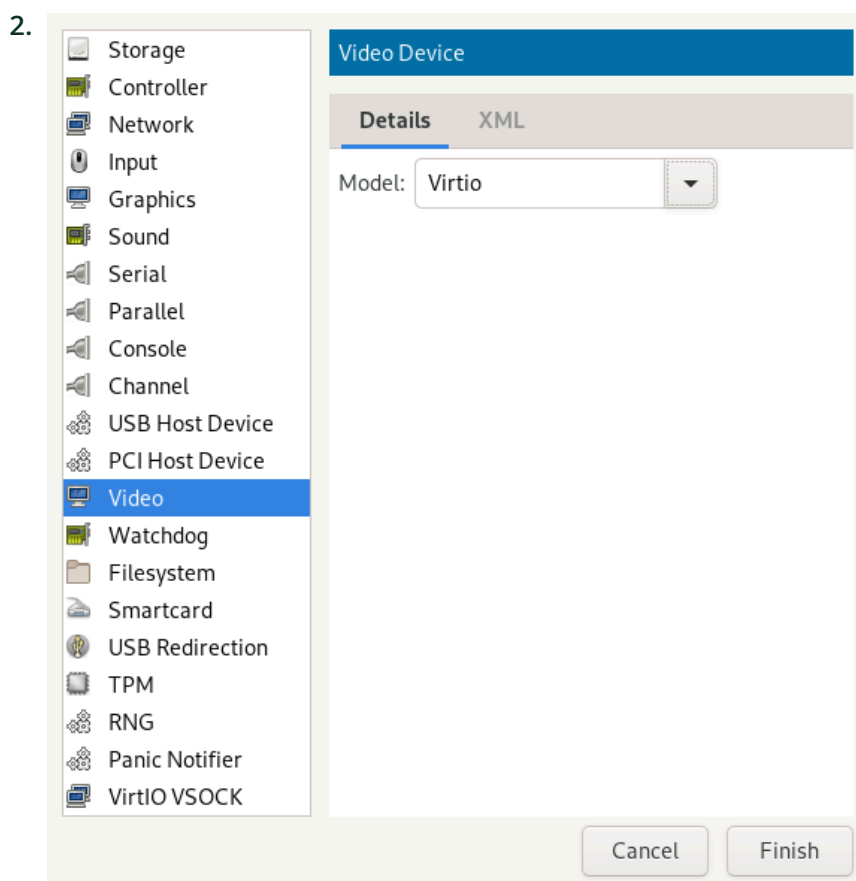 2.
Storage
Controller
Network
Input
Graphics
Sound
Serial
Parallel
Console
Channel
USB Host Device
PCI Host Device
Video
Watchdog
Filesystem
Smartcard
USB Redirection
TPM
RNG
Panic Notifier
VirtIO VSOCK
Video Device
Details XML
Model: Virtio
Cancel Finish